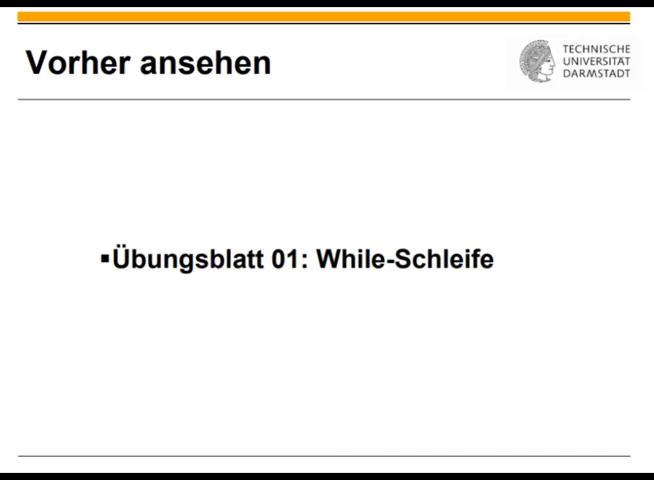 Vorher ansehen
TECHNISCHE
UNIVERSITÄT
DARMSTADT
▪Übungsblatt 01: While-Schleife